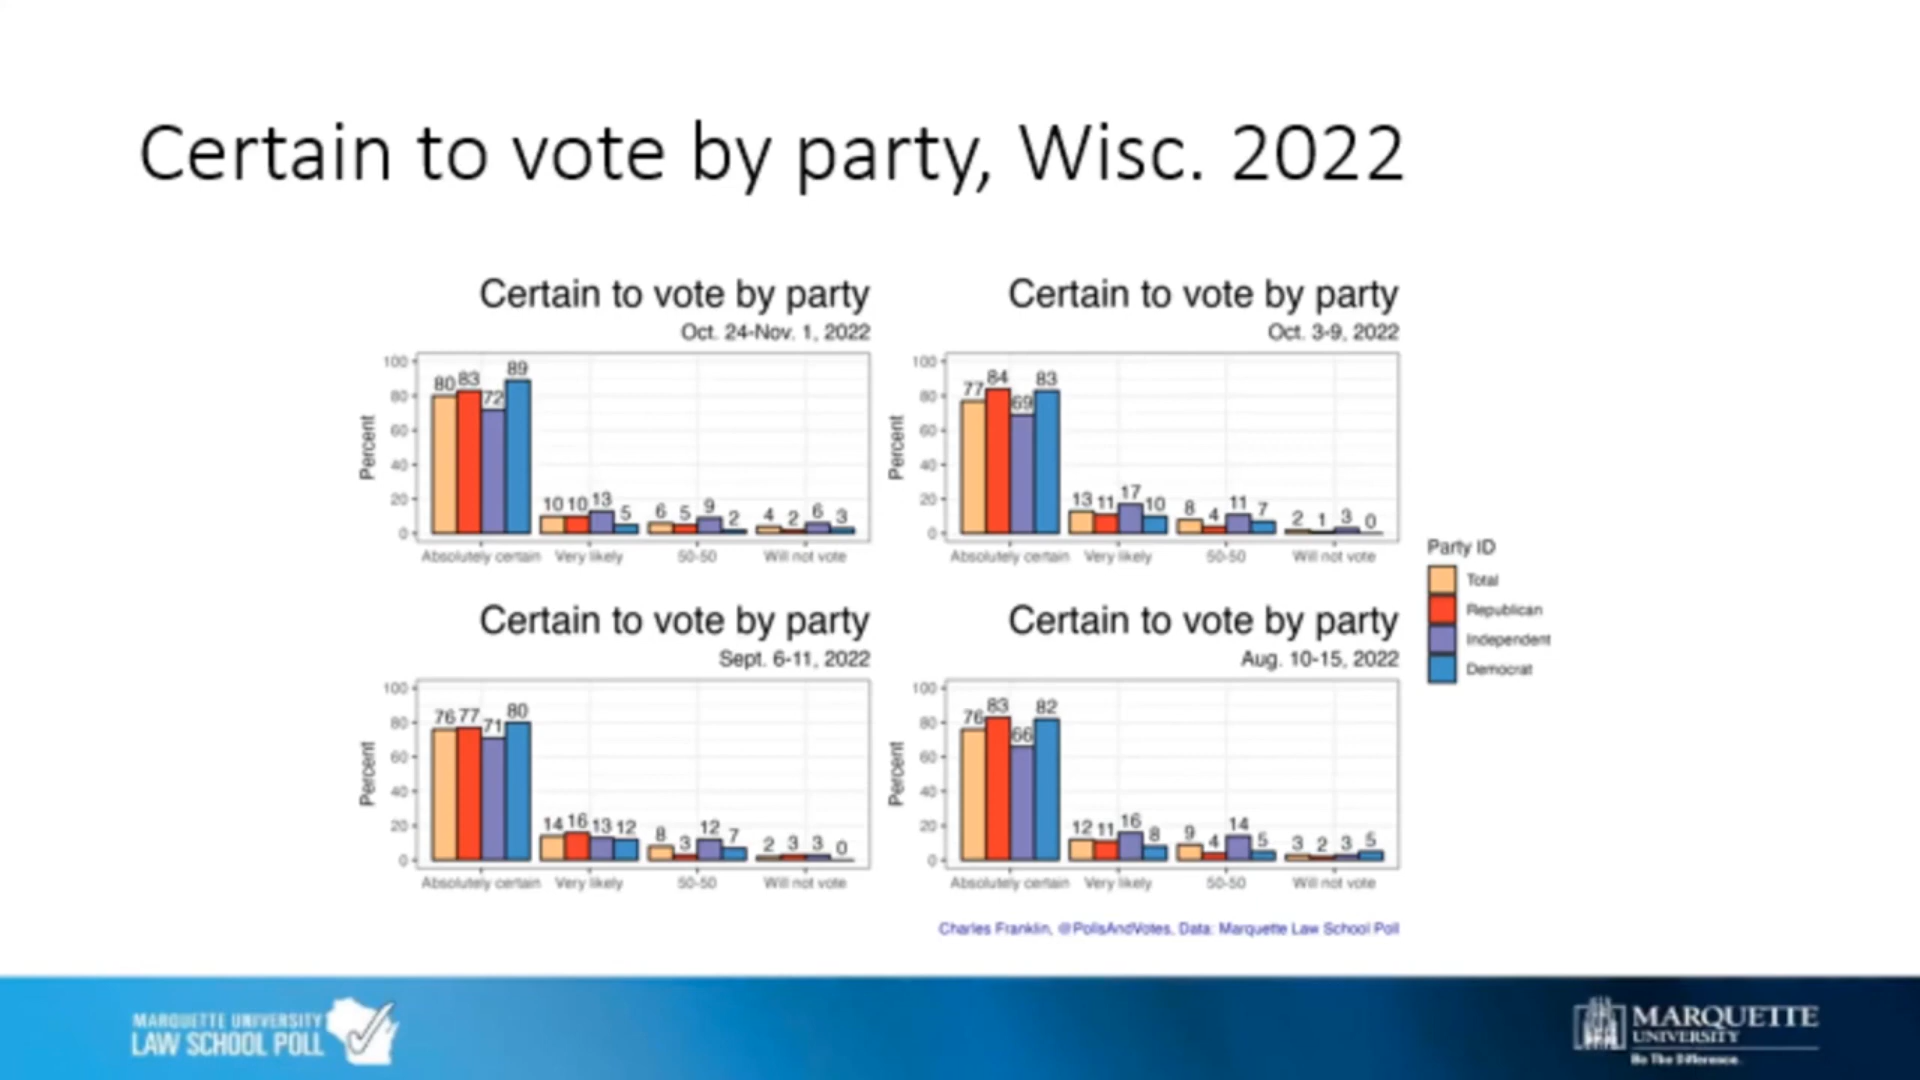 Certain to vote by party, Wisc. 2022
Certain to vote by party
Oct. 24-Nov. 1, 2022
Percent
100
80
60
40
20
0
80 83 72 89
10 10 13 5
6 5 9 2
4 2 6 3
Absolutely certain Very likely 50-50 Will not vote
Certain to vote by party
Oct. 3-9, 2022
Percent
100
80
60
40
20
0
77 84 69 83
13 11 17 10
8 4 11 7
2 1 3 0
Absolutely certain Very likely 50-50 Will not vote
Party ID
Total
Republican
Independent
Democrat
Certain to vote by party
Sept. 6-11, 2022
Percent
100
80
60
40
20
0
76 77 71 80
14 16 13 12
8 3 12 7
2 3 3 0
Absolutely certain Very likely 50-50 Will not vote
Certain to vote by party
Aug. 10-15, 2022
Percent
100
80
60
40
20
0
76 83 66 82
12 11 16 8
9 4 14 5
3 2 3 5
Absolutely certain Very likely 50-50 Will not vote
Charles Franklin, @PollsAndVotes, Data: Marquette Law School Poll
MARQUETTE UNIVERSITY
LAW SCHOOL POLL
MARQUETTE
UNIVERSITY
Be The Difference.